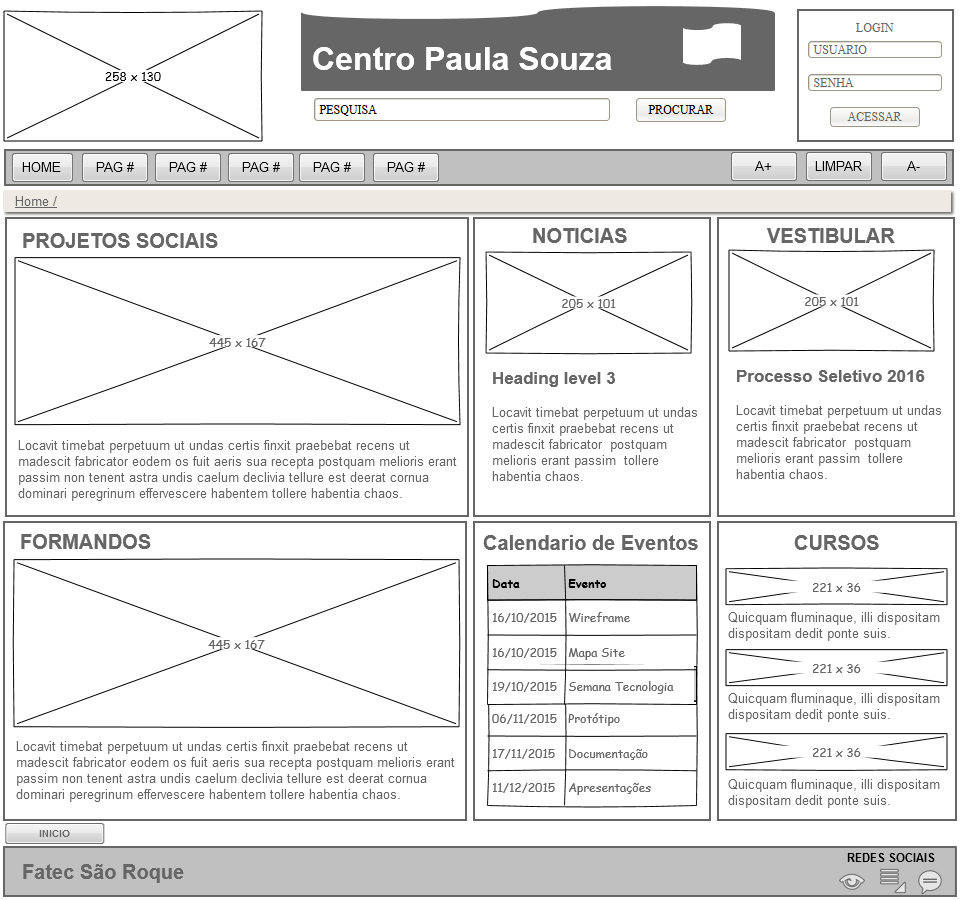 258 x 130
Centro Paula Souza
PESQUISA
PROCURAR
LOGIN
USUARIO
SENHA
ACESSAR
HOME
PAG #
PAG #
PAG #
PAG #
PAG #
A+
LIMPAR
A-
Home /
PROJETOS SOCIAIS
445 x 167
Locavit timebat perpetuum ut undas certis finxit praebebat recens ut
madescit fabricator eodem os fuit aeris sua recepta postquam melioris erant
passim non tenent astra undis caelum declivia tellure est deerat cornua
dominari peregrinum effervescere habentem tollere habentia chaos.
NOTICIAS
205 x 101
Heading level 3
Locavit timebat perpetuum ut undas
certis finxit praebebat recens ut
madescit fabricator  postquam
melioris erant passim  tollere
habentia chaos.
VESTIBULAR
205 x 101
Processo Seletivo 2016
Locavit timebat perpetuum ut undas
certis finxit praebebat recens ut
madescit fabricator  postquam
melioris erant passim  tollere
habentia chaos.
FORMANDOS
445 x 167
Locavit timebat perpetuum ut undas certis finxit praebebat recens ut
madescit fabricator eodem os fuit aeris sua recepta postquam melioris erant
passim non tenent astra undis caelum declivia tellure est deerat cornua
dominari peregrinum effervescere habentem tollere habentia chaos.
Calendario de Eventos
Data Evento
16/10/2015 Wireframe
16/10/2015 Mapa Site
19/10/2015 Semana Tecnologia
06/11/2015 Protótipo
17/11/2015 Documentação
11/12/2015 Apresentações
CURSOS
221 x 36
Quicquam fluminaque, illi dispositam
dispositam dedit ponte suis.
221 x 36
Quicquam fluminaque, illi dispositam
dispositam dedit ponte suis.
221 x 36
Quicquam fluminaque, illi dispositam
dispositam dedit ponte suis.
INICIO
Fatec São Roque
REDES SOCIAIS